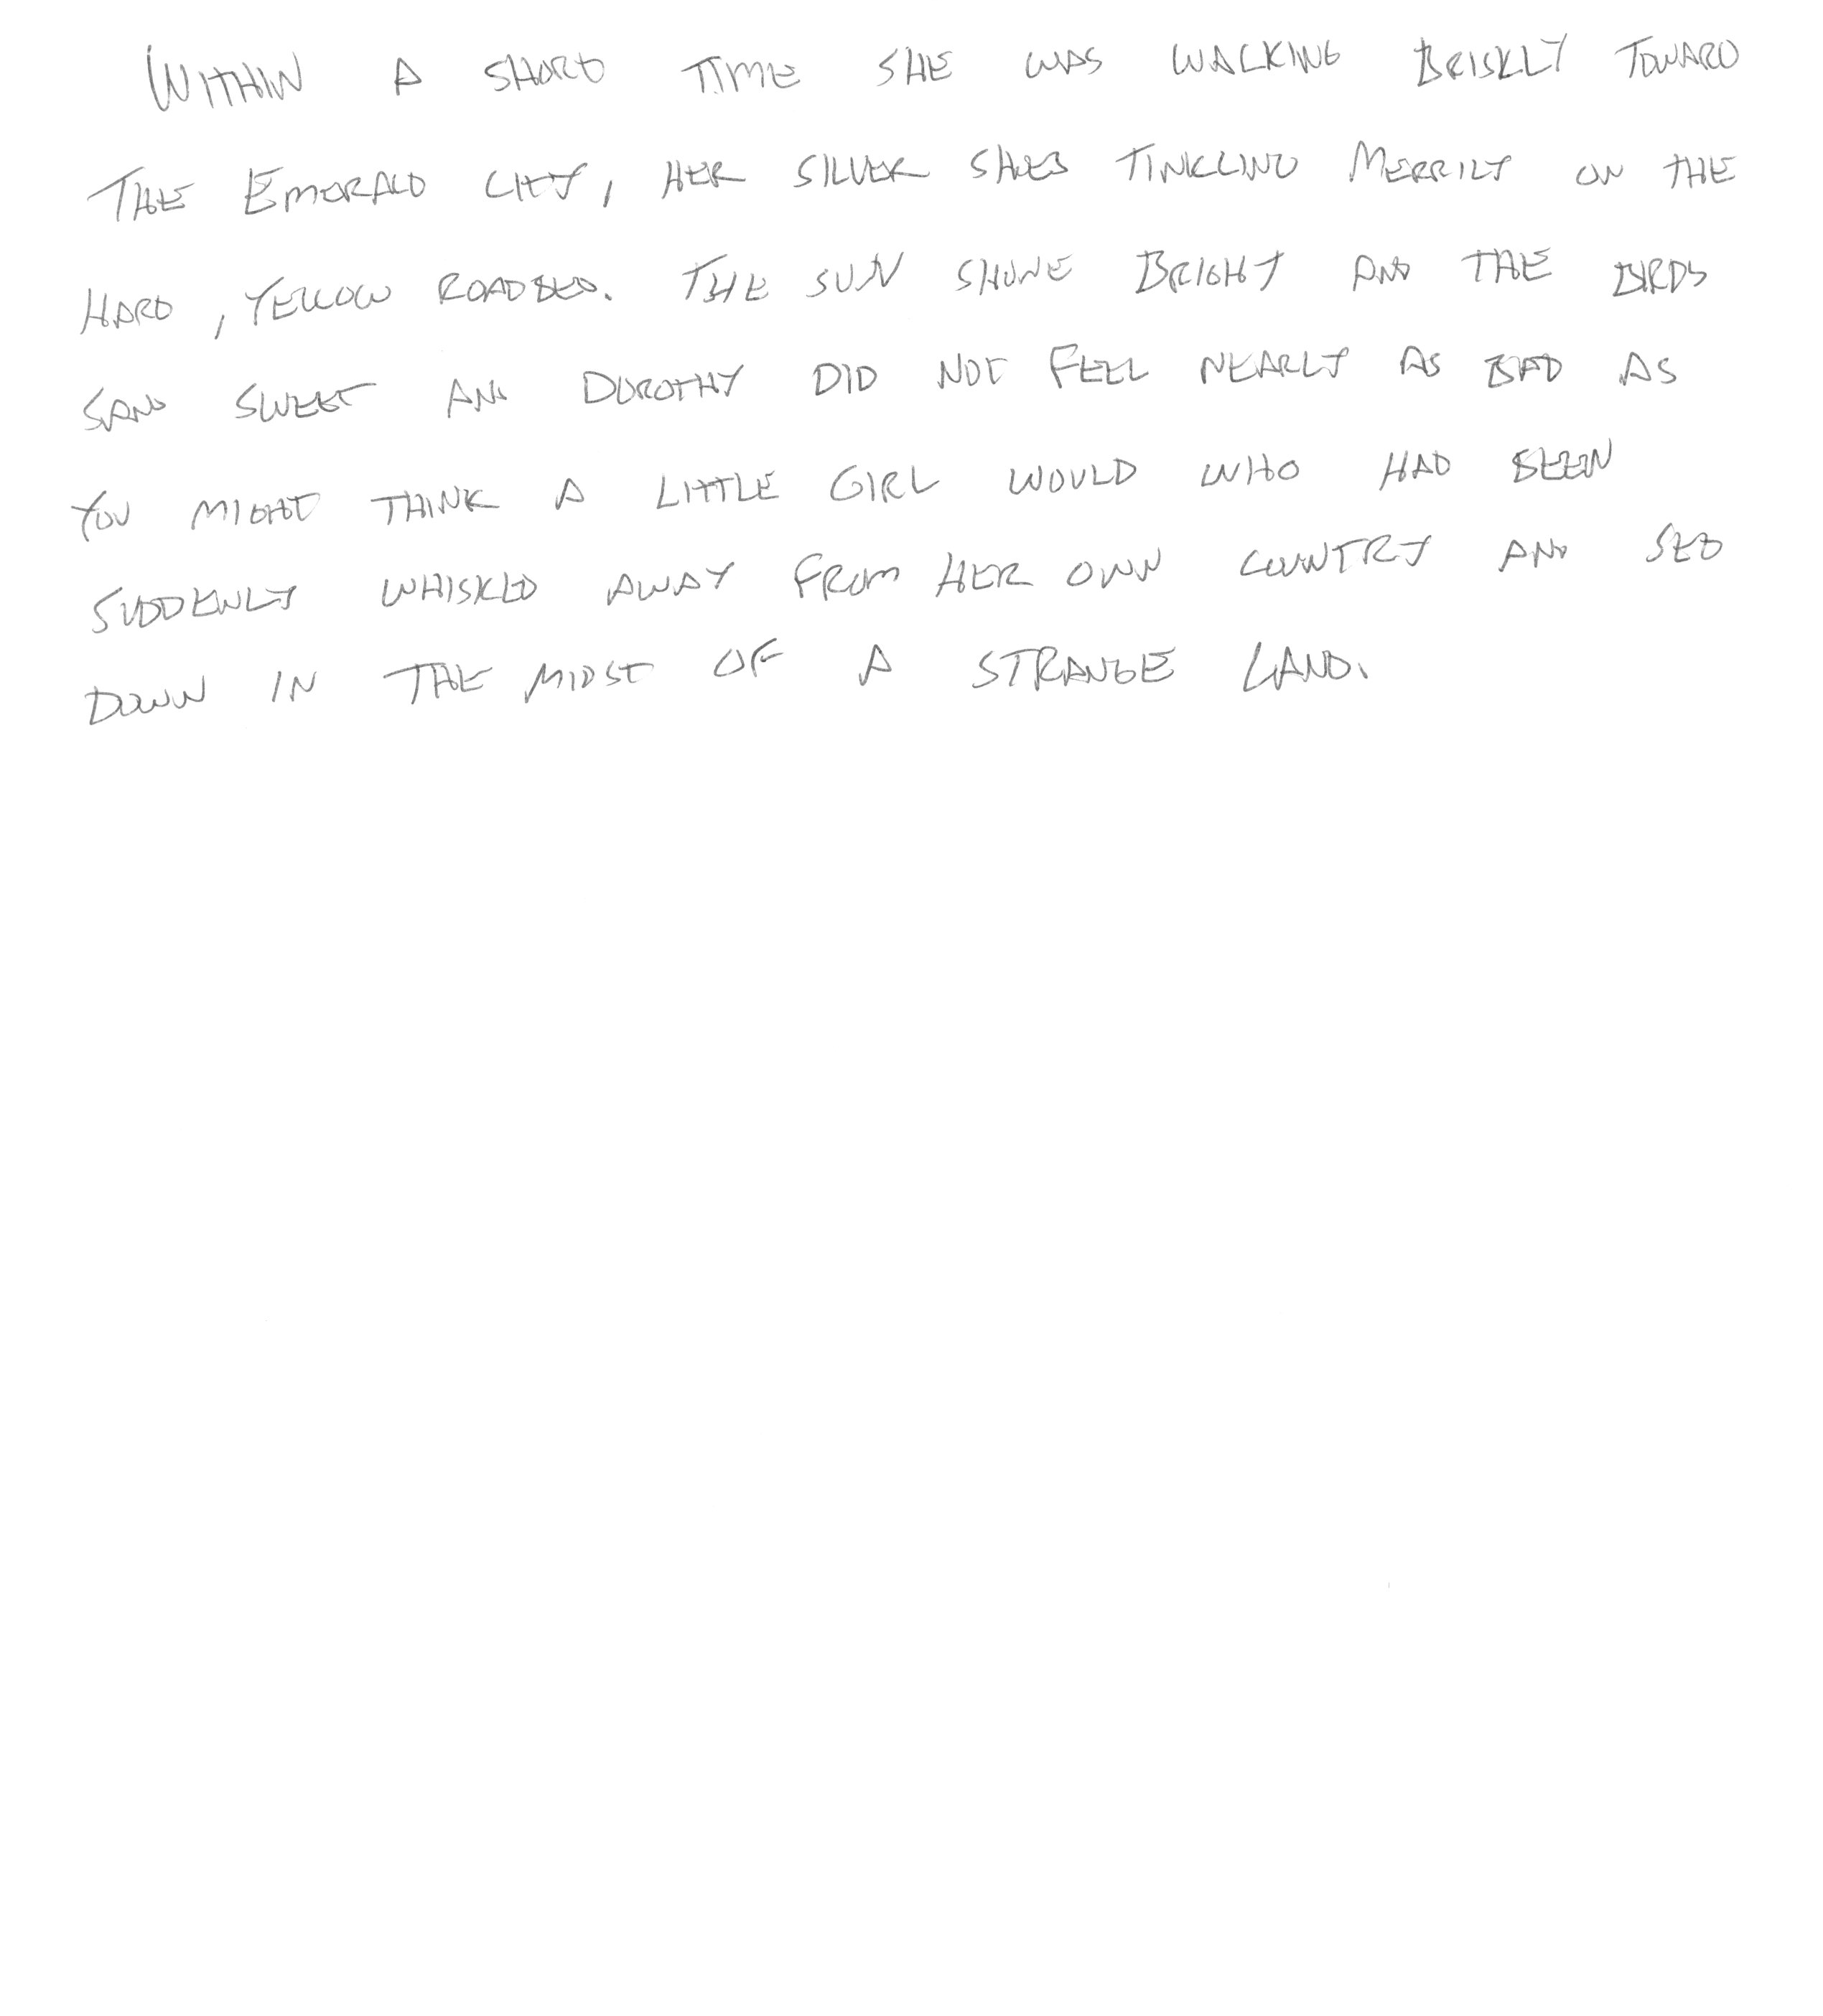 WITHIN A SHORT TIME SHE WAS WALKING BRISKLY TOWARD
THE EMERALD CITY, HER SILVER SHOES TINKLING MERRILY ON THE
HARD, YELLOW ROADBED. THE SUN SHONE BRIGHT AND THE BIRDS
SANG SWEET AND DOROTHY DID NOT FEEL NEARLY AS BAD AS
YOU MIGHT THINK A LITTLE GIRL WOULD WHO HAD BEEN
SUDDENLY WHISKED AWAY FROM HER OWN COUNTRY AND SET
DOWN IN THE MIDST OF A STRANGE LAND.